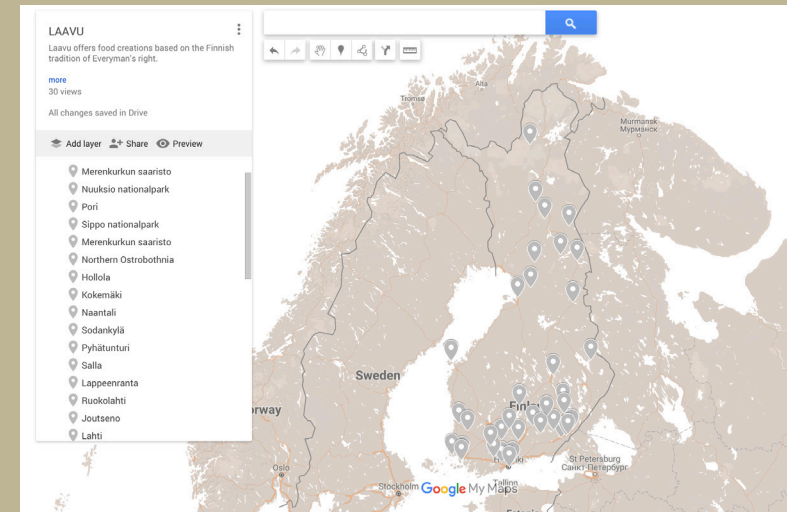 LAAVU
Laavu offers food creations based on the Finnish
tradition of Everyman's right.
more
30 views
All changes saved in Drive
Add layer
Share
Preview
Merenkurkun saaristo
Nuuksio nationalpark
Pori
Sippo nationalpark
Merenkurkun saaristo
Northern Ostrobothnia
Hollola
Kokemäki
Naantali
Sodankylä
Pyhätunturi
Salla
Lappeenranta
Ruokolahti
Joutseno
Lahti
Alta
Tromsø
Murmansk
Мурманск
Sweden
orway
Oslo
Stockholm
Tallinn
St Petersburg
Санкт-Петербург
Google My Maps